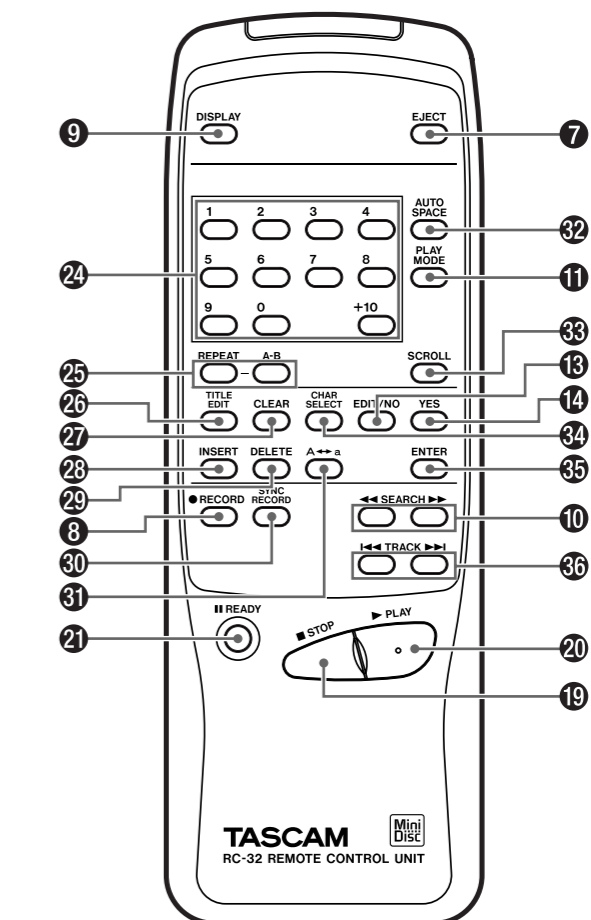 DISPLAY
EJECT
9
7
1 2 3 4
AUTO
SPACE
32
PLAY
MODE
24
5 6 7 8
11
9 0 +10
33
REPEAT – A-B
SCROLL
13
25
TITLE
EDIT
CLEAR
CHAR
SELECT
EDIT/NO
YES
26
14
27
34
INSERT DELETE A↔a ENTER
28
35
29
●RECORD
SYNC
RECORD
◀◀ SEARCH ▶▶
8
10
30
I◀◀ TRACK ▶▶I
36
31
II READY
■ STOP
▶ PLAY
21
20
19
TASCAM
Mini
Disc
RC-32 REMOTE CONTROL UNIT